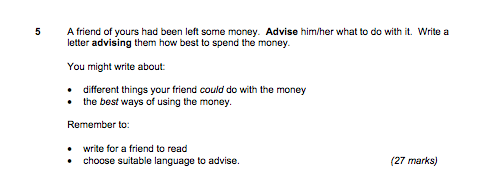 5 A friend of yours had been left some money. Advise him/her what to do with it. Write a
letter advising them how best to spend the money.
You might write about:
• different things your friend could do with the money
• the best ways of using the money.
Remember to:
• write for a friend to read
• choose suitable language to advise. (27 marks)